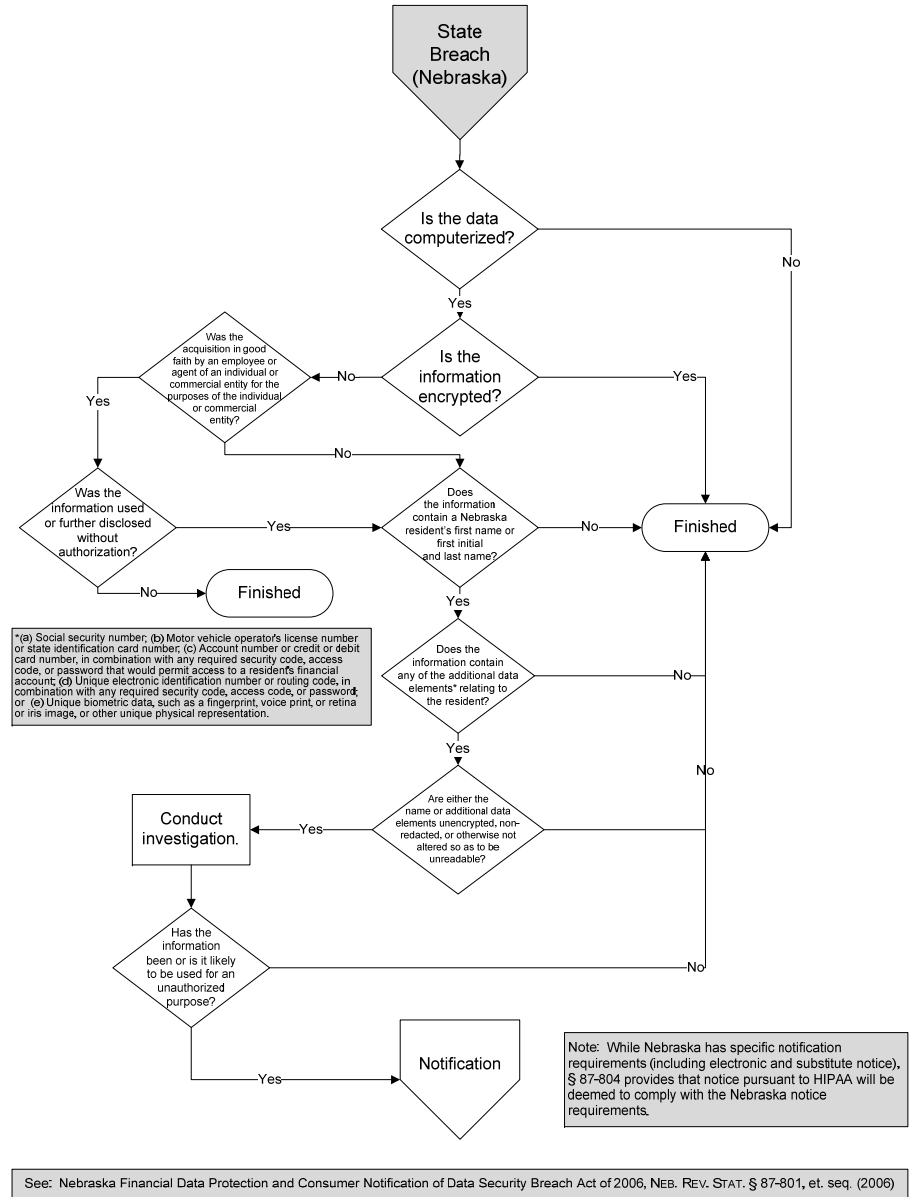 State
Breach
(Nebraska)
Is the data
computerized?
No
Yes
Is the
information
encrypted?
Yes
No
Was the
acquisition in good
faith by an employee or
agent of an individual or
commercial entity for the
purposes of the individual
or commercial
entity?
Yes
No
Was the
information used
or further disclosed
without
authorization?
Yes
Does
the information
contain a Nebraska
resident's first name or
first initial
and last name?
No
Finished
No
Finished
Yes
*(a) Social security number; (b) Motor vehicle operator's license number
or state identification card number; (c) Account number or credit or debit
card number, in combination with any required security code, access
code, or password that would permit access to a resident's financial
account; (d) Unique electronic identification number or routing code, in
combination with any required security code, access code, or password;
or (e) Unique biometric data, such as a fingerprint, voice print, or retina
or iris image, or other unique physical representation.
Does the
information contain
any of the additional data
elements* relating to
the resident?
No
Yes
No
Are either the
name or additional data
elements unencrypted, non-
redacted, or otherwise not
altered so as to be
unreadable?
Yes
Conduct
investigation.
Has the
information
been or is it likely
to be used for an
unauthorized
purpose?
No
Yes
Notification
Note: While Nebraska has specific notification
requirements (including electronic and substitute notice),
§ 87-804 provides that notice pursuant to HIPAA will be
deemed to comply with the Nebraska notice
requirements.
See: Nebraska Financial Data Protection and Consumer Notification of Data Security Breach Act of 2006, NEB. REV. STAT. § 87-801, et. seq. (2006)